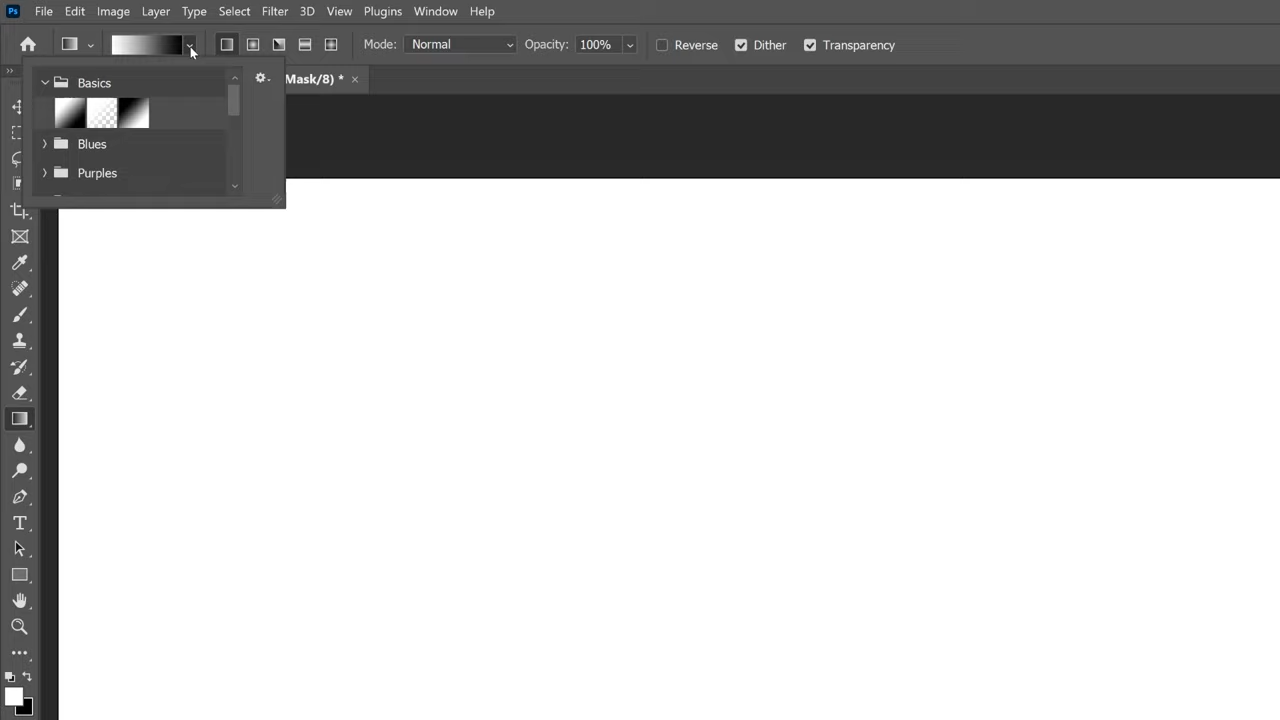 Ps File Edit Image Layer Type Select Filter 3D View Plugins Window Help
Mode: Normal Opacity: 100% Reverse Dither Transparency
Mask/8) * ×
Basics
Blues
Purples
T